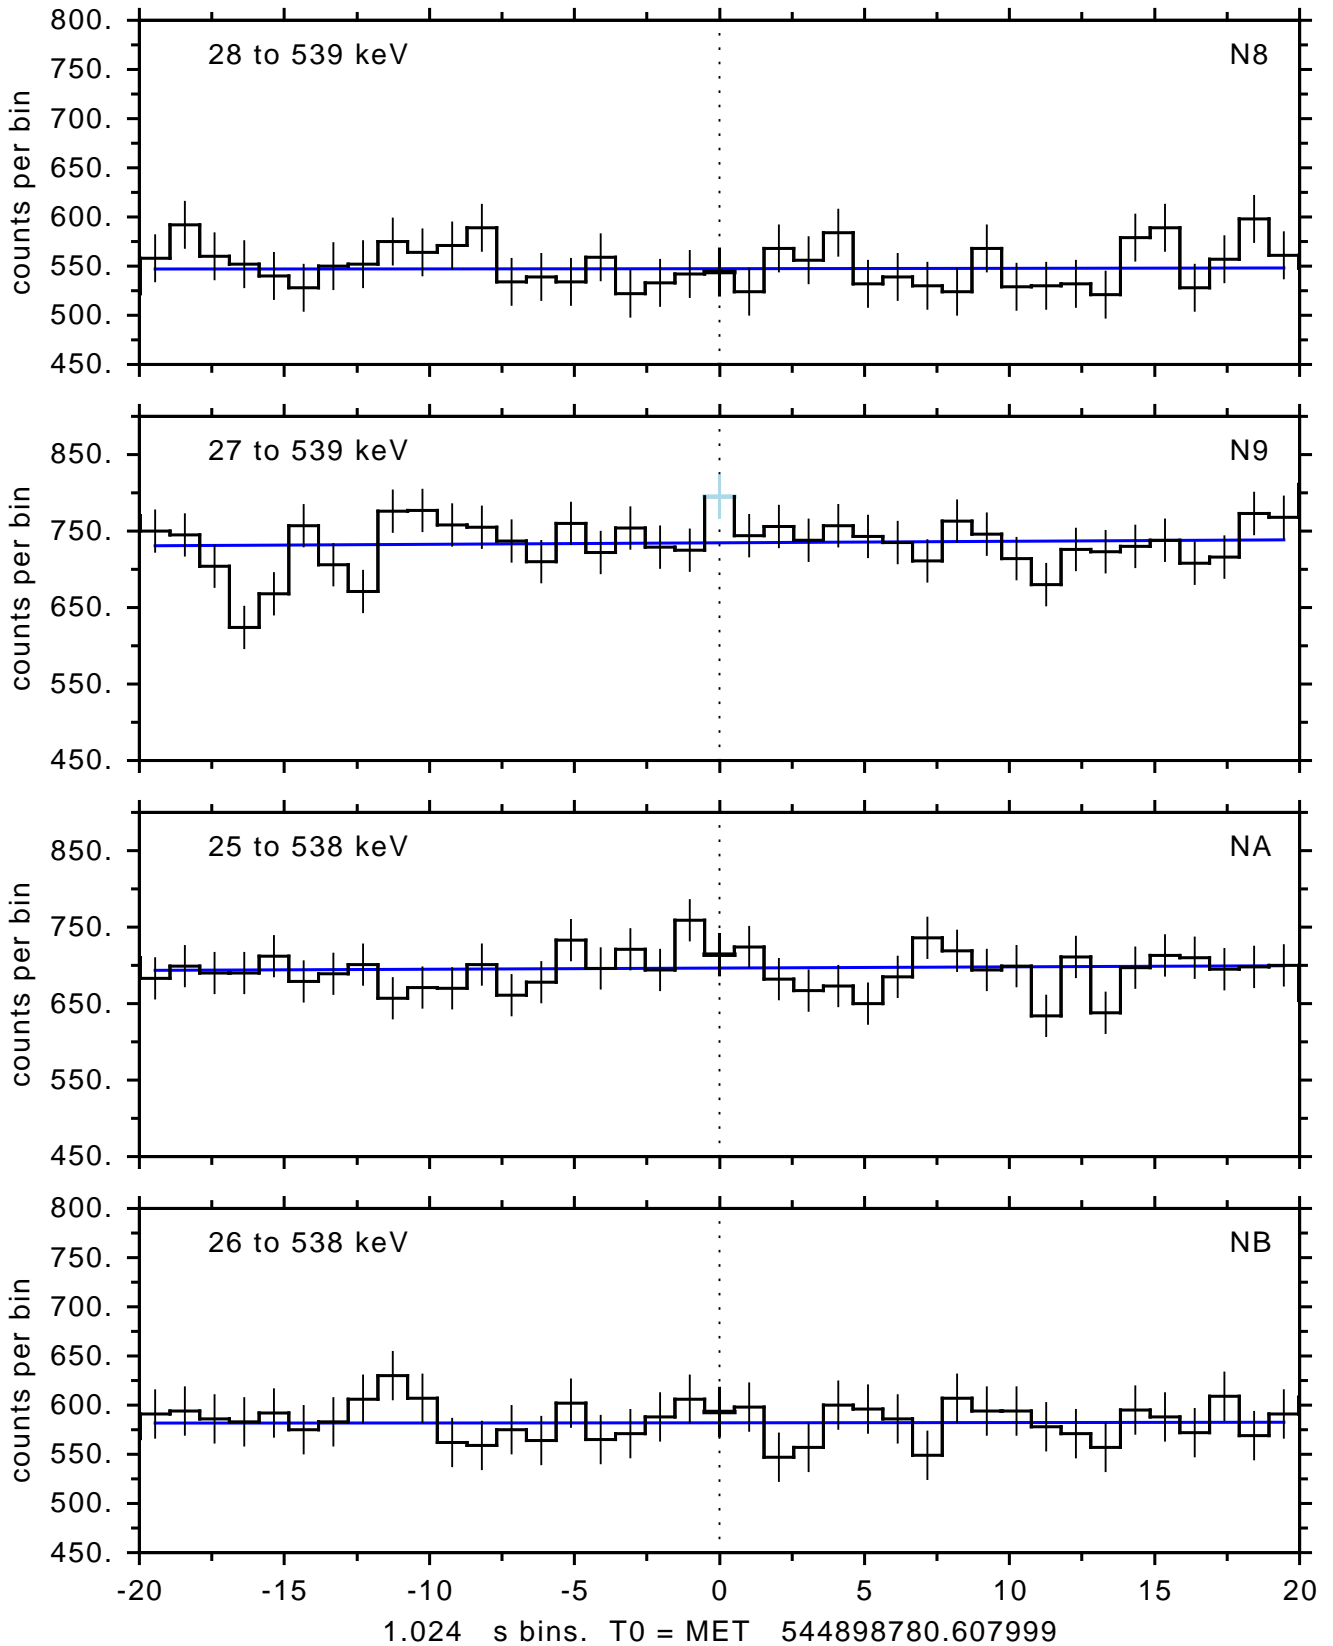 800.
28 to 539 keV N8
750.
700.
650.
600.
550.
500.
450.
counts per bin
27 to 539 keV N9
850.
750.
650.
550.
450.
counts per bin
25 to 538 keV NA
850.
750.
650.
550.
450.
counts per bin
800.
26 to 538 keV NB
750.
700.
650.
600.
550.
500.
450.
counts per bin
-20 -15 -10 -5 0 5 10 15 20
1.024 s bins. T0 = MET 544898780.607999